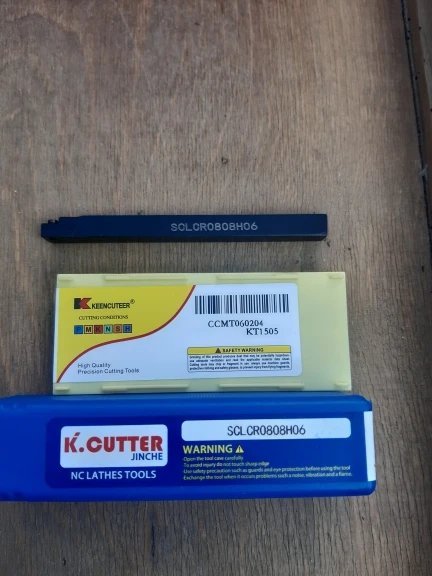 SCLCR0808H06
K KEENCUTEER®
CUTTING CONDITIONS
P M K N S H
High Quality
Precision Cutting Tools
CCMT060204
KT1505
SAFETY WARNING
K.CUTTER
JINCHE
NC LATHES TOOLS
SCLCR0808H06
WARNING
Open the tool case carefully
To avoid injury do not touch sharp edge
Use safety precaution such as guards and eye protection before using the tool
Exchange the tool when it occurs problems such a noise, vibration and a flame.